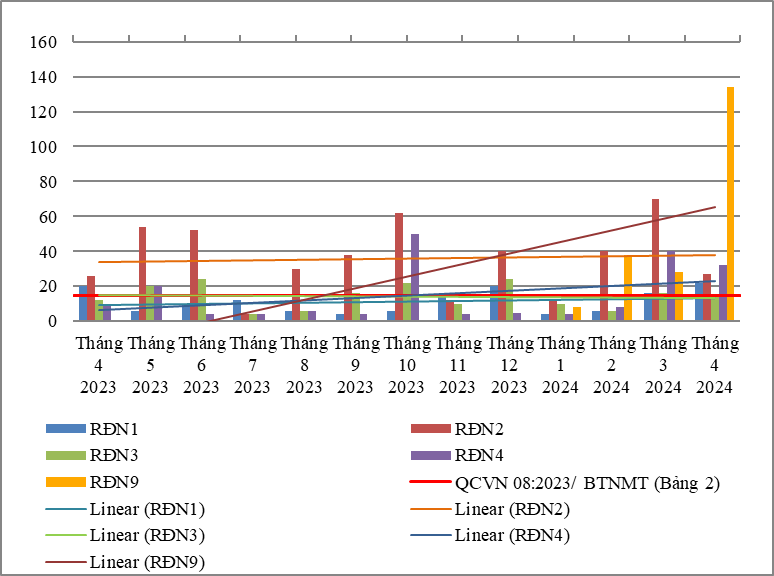 160
140
120
100
80
60
40
20
0
Tháng Tháng Tháng Tháng Tháng Tháng Tháng Tháng Tháng Tháng Tháng Tháng Tháng
4 5 6 7 8 9 10 11 12 1 2 3 4
2023 2023 2023 2023 2023 2023 2023 2023 2023 2024 2024 2024 2024
RĐN1 RĐN2
RĐN3 RĐN4
RĐN9 QCVN 08:2023/ BTNMT (Bảng 2)
Linear (RĐN1) Linear (RĐN2)
Linear (RĐN3) Linear (RĐN4)
Linear (RĐN9)